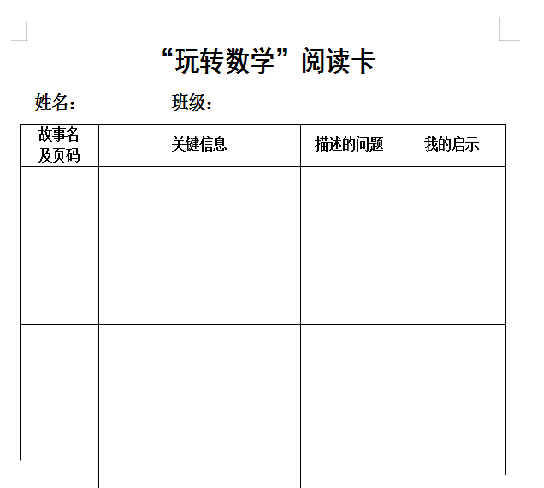 “玩转数学”阅读卡
姓名： 班级：
故事名
及页码
关键信息
描述的问题 我的启示